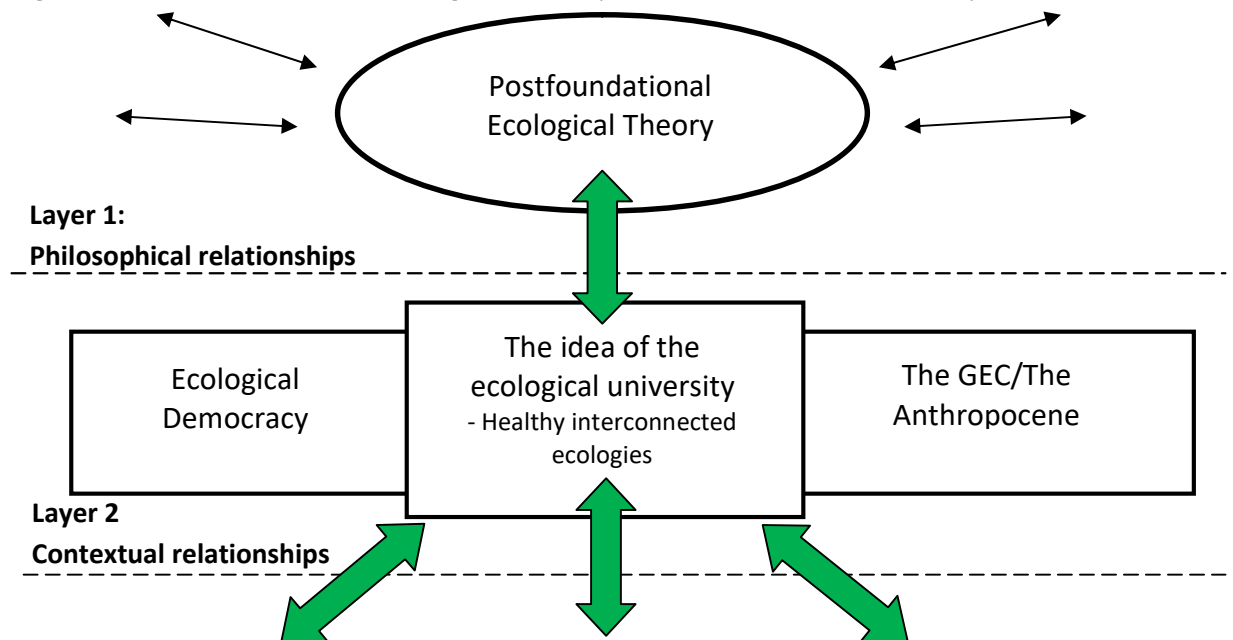 Postfoundational
Ecological Theory
Layer 1:
Philosophical relationships
Ecological
Democracy
The idea of the
ecological university
- Healthy interconnected
ecologies
The GEC/The
Anthropocene
Layer 2
Contextual relationships